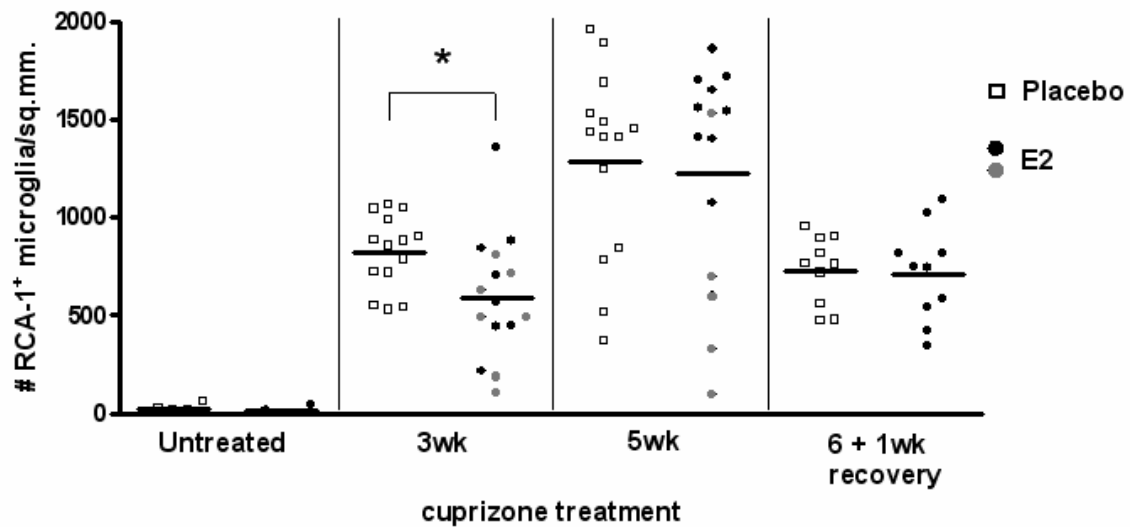 # RCA-1⁺ microglia/sq.mm.
2000
1500
1000
500
0
*
Placebo
E2
Untreated
3wk
5wk
6 + 1wk
recovery
cuprizone treatment